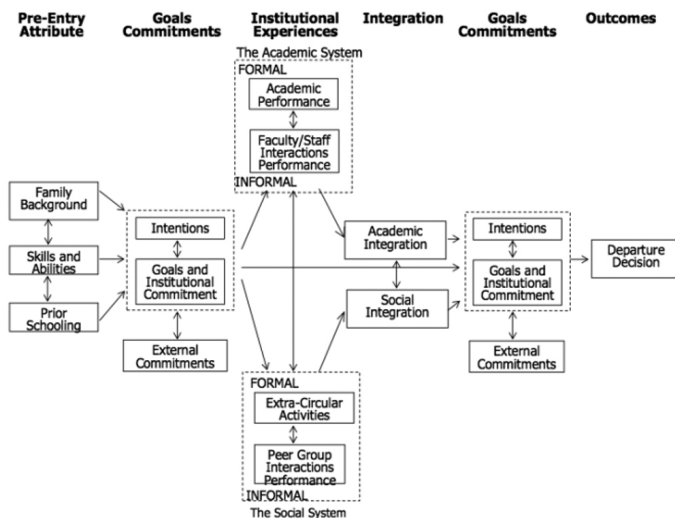 Pre-Entry
Attribute
Goals
Commitments
Institutional
Experiences
Integration
Goals
Commitments
Outcomes
The Academic System
FORMAL
Academic
Performance
Faculty/Staff
Interactions
Performance
INFORMAL
Family
Background
Skills and
Abilities
Prior
Schooling
Intentions
Goals and
Institutional
Commitment
External
Commitments
Academic
Integration
Social
Integration
Intentions
Goals and
Institutional
Commitment
External
Commitments
Departure
Decision
FORMAL
Extra-Circular
Activities
Peer Group
Interactions
Performance
INFORMAL
The Social System